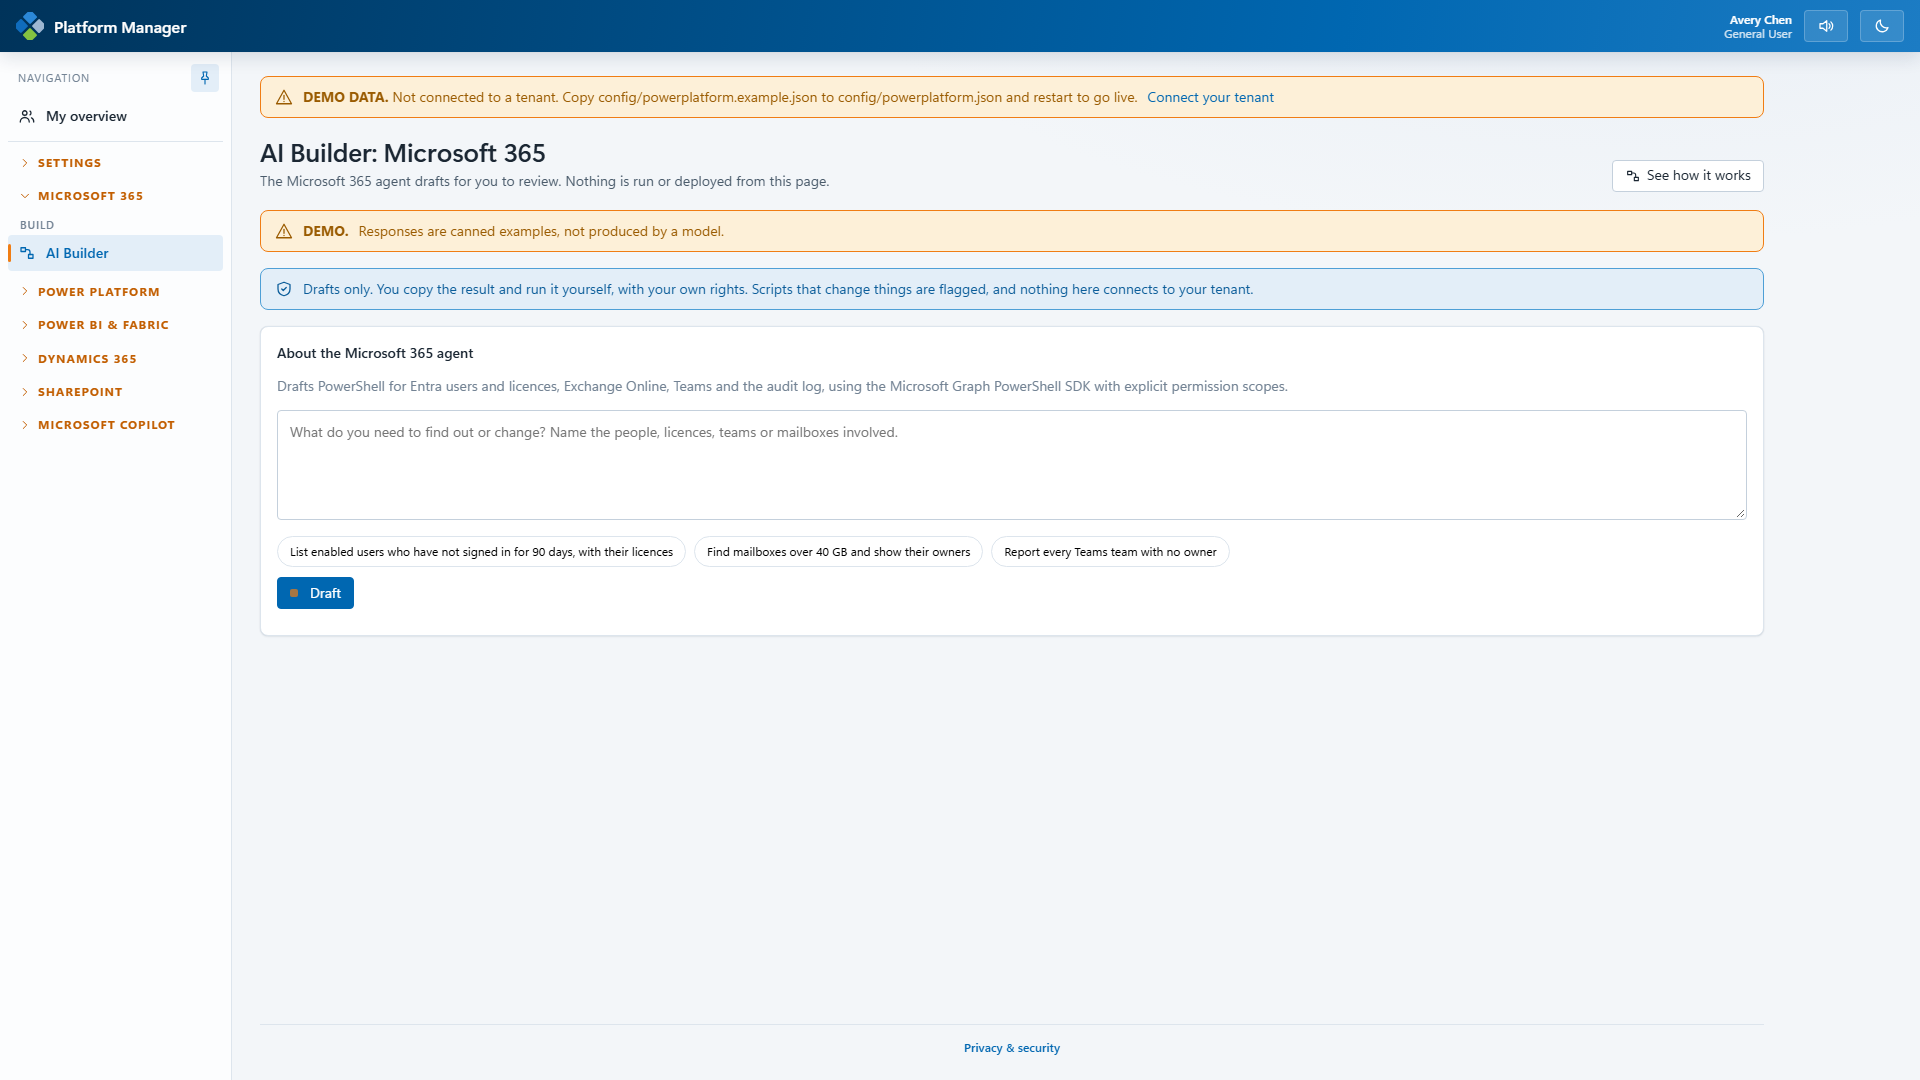 Platform Manager
Avery Chen
General User
NAVIGATION
My overview
SETTINGS
MICROSOFT 365
BUILD
AI Builder
POWER PLATFORM
POWER BI & FABRIC
DYNAMICS 365
SHAREPOINT
MICROSOFT COPILOT
DEMO DATA. Not connected to a tenant. Copy config/powerplatform.example.json to config/powerplatform.json and restart to go live. Connect your tenant
AI Builder: Microsoft 365
The Microsoft 365 agent drafts for you to review. Nothing is run or deployed from this page.
See how it works
DEMO. Responses are canned examples, not produced by a model.
Drafts only. You copy the result and run it yourself, with your own rights. Scripts that change things are flagged, and nothing here connects to your tenant.
About the Microsoft 365 agent
Drafts PowerShell for Entra users and licences, Exchange Online, Teams and the audit log, using the Microsoft Graph PowerShell SDK with explicit permission scopes.
What do you need to find out or change? Name the people, licences, teams or mailboxes involved.
List enabled users who have not signed in for 90 days, with their licences
Find mailboxes over 40 GB and show their owners
Report every Teams team with no owner
Draft
Privacy & security